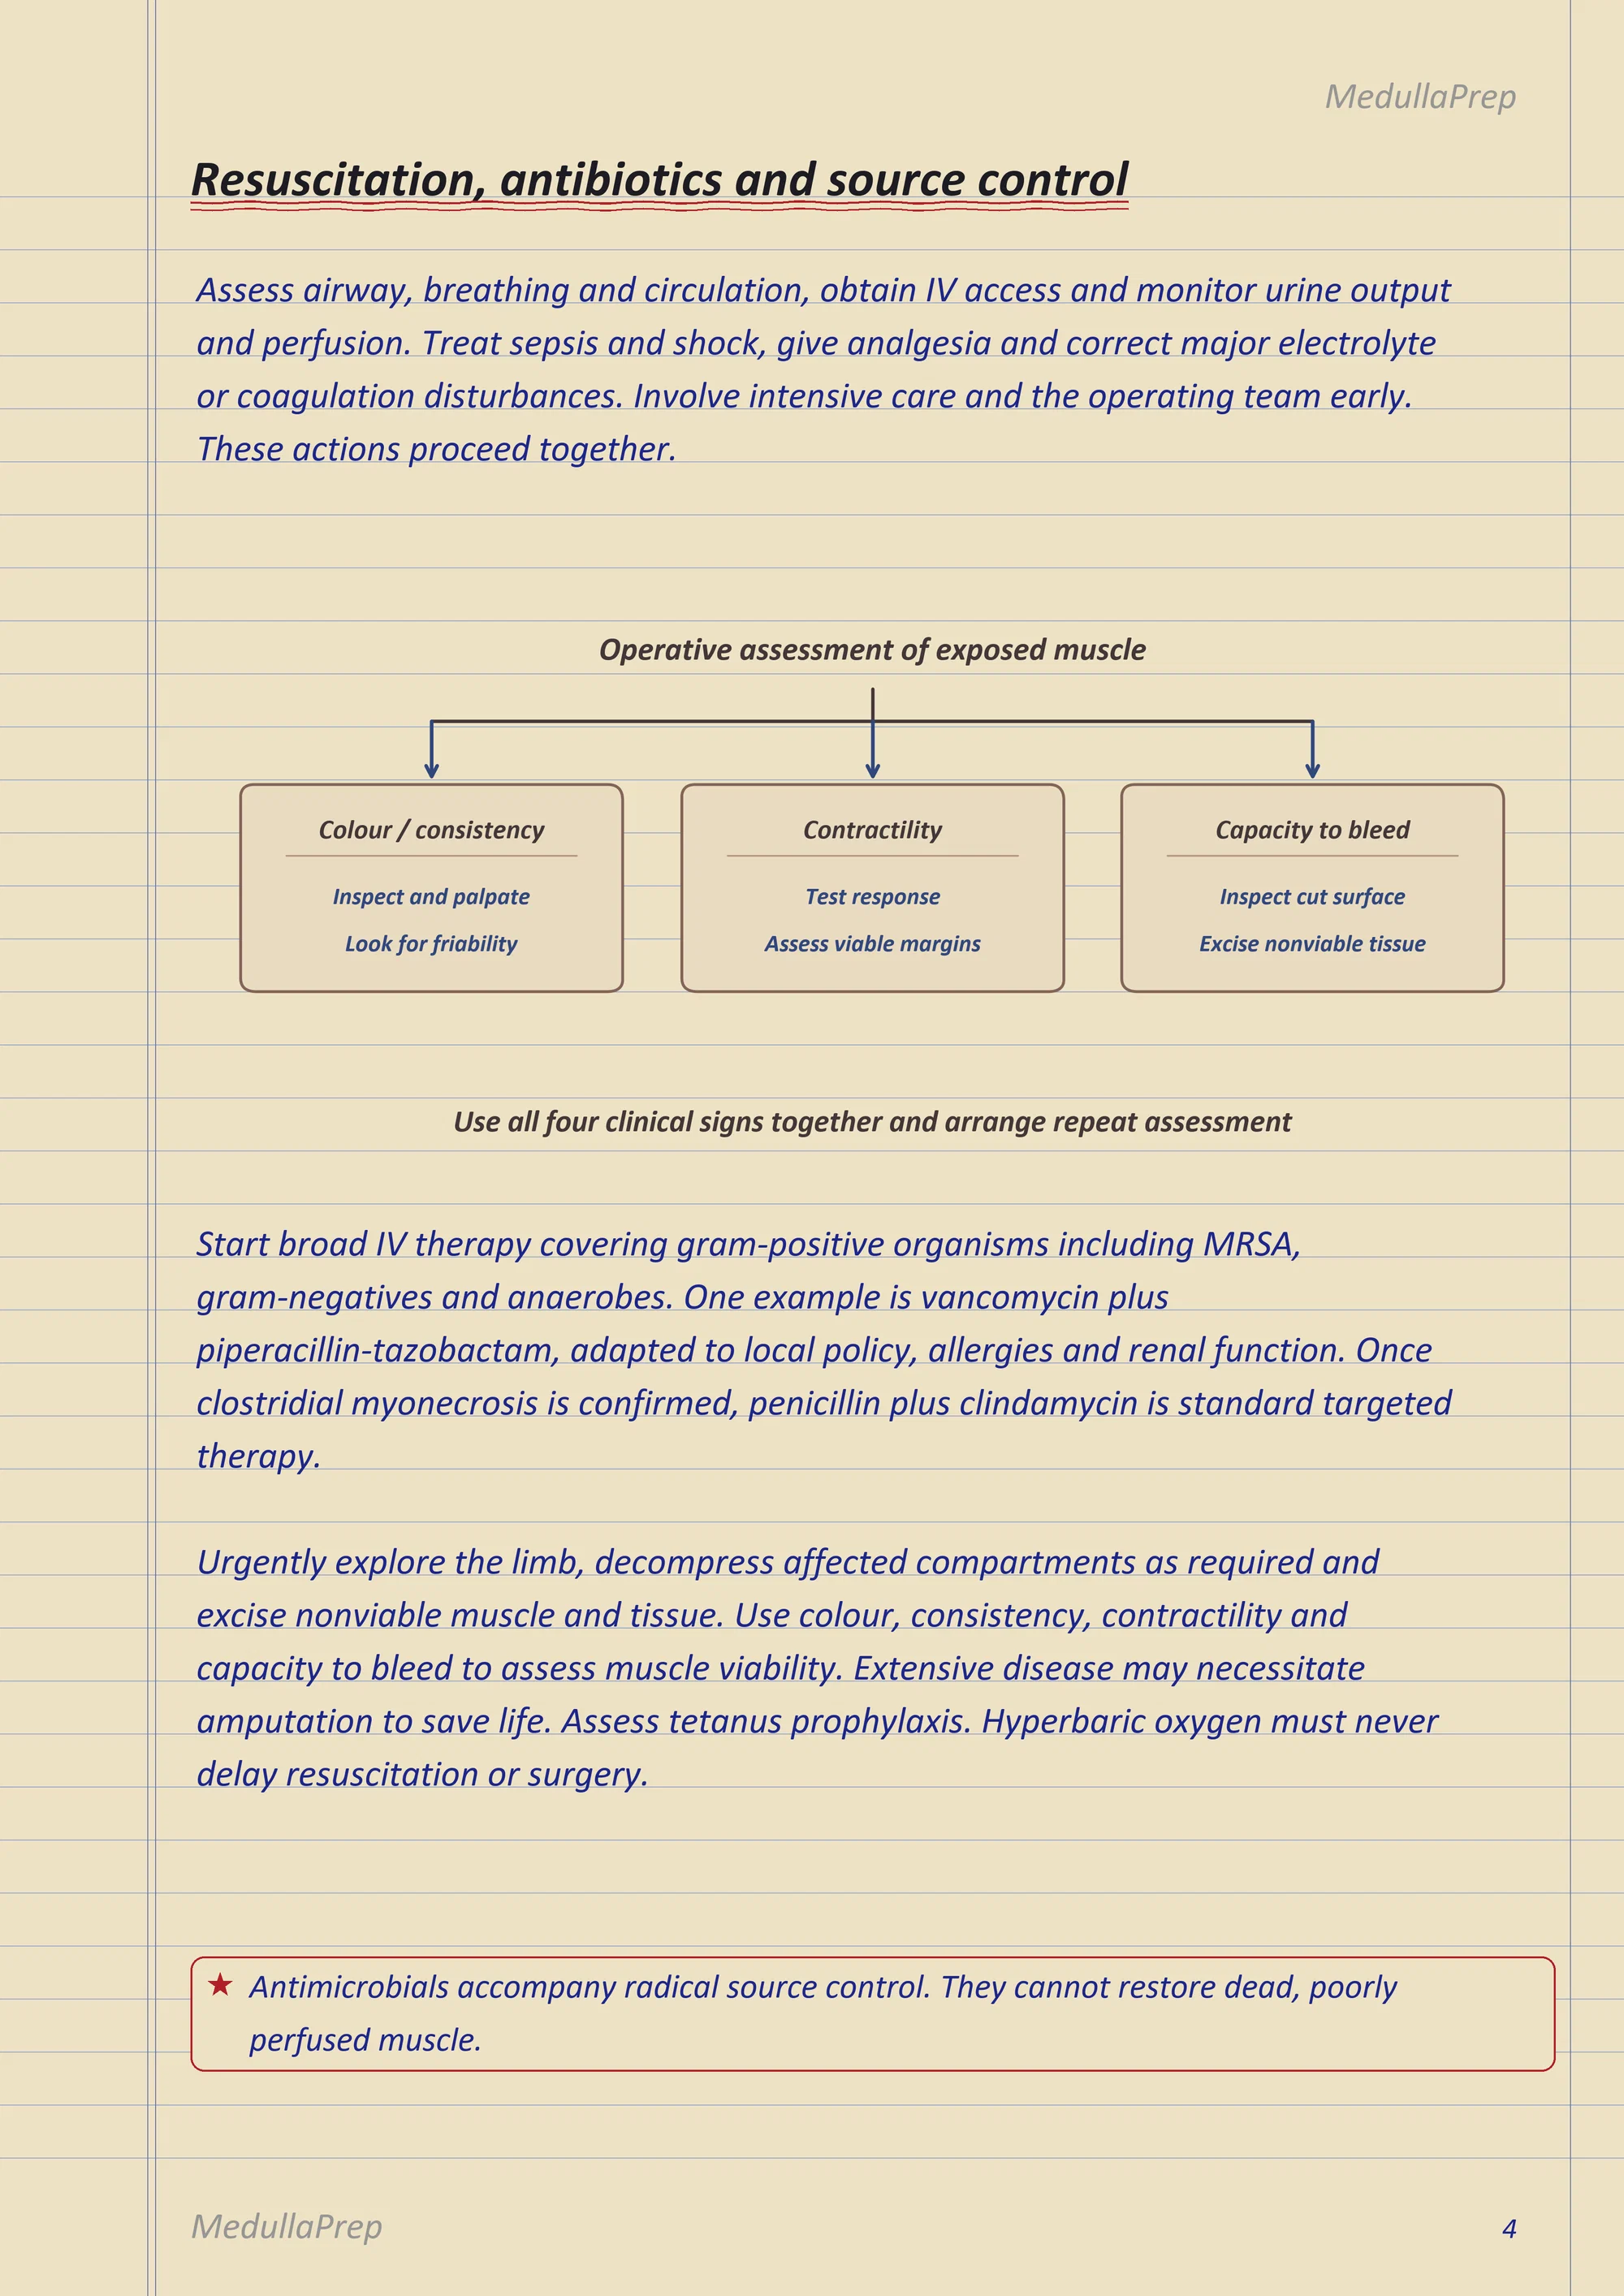 MedullaPrep
Resuscitation, antibiotics and source control
Assess airway, breathing and circulation, obtain IV access and monitor urine output
and perfusion. Treat sepsis and shock, give analgesia and correct major electrolyte
or coagulation disturbances. Involve intensive care and the operating team early.
These actions proceed together.
Operative assessment of exposed muscle
Colour / consistency
Inspect and palpate
Look for friability
Contractility
Test response
Assess viable margins
Capacity to bleed
Inspect cut surface
Excise nonviable tissue
Use all four clinical signs together and arrange repeat assessment
Start broad IV therapy covering gram-positive organisms including MRSA,
gram-negatives and anaerobes. One example is vancomycin plus
piperacillin-tazobactam, adapted to local policy, allergies and renal function. Once
clostridial myonecrosis is confirmed, penicillin plus clindamycin is standard targeted
therapy.
Urgently explore the limb, decompress affected compartments as required and
excise nonviable muscle and tissue. Use colour, consistency, contractility and
capacity to bleed to assess muscle viability. Extensive disease may necessitate
amputation to save life. Assess tetanus prophylaxis. Hyperbaric oxygen must never
delay resuscitation or surgery.
★ Antimicrobials accompany radical source control. They cannot restore dead, poorly
perfused muscle.
MedullaPrep
4